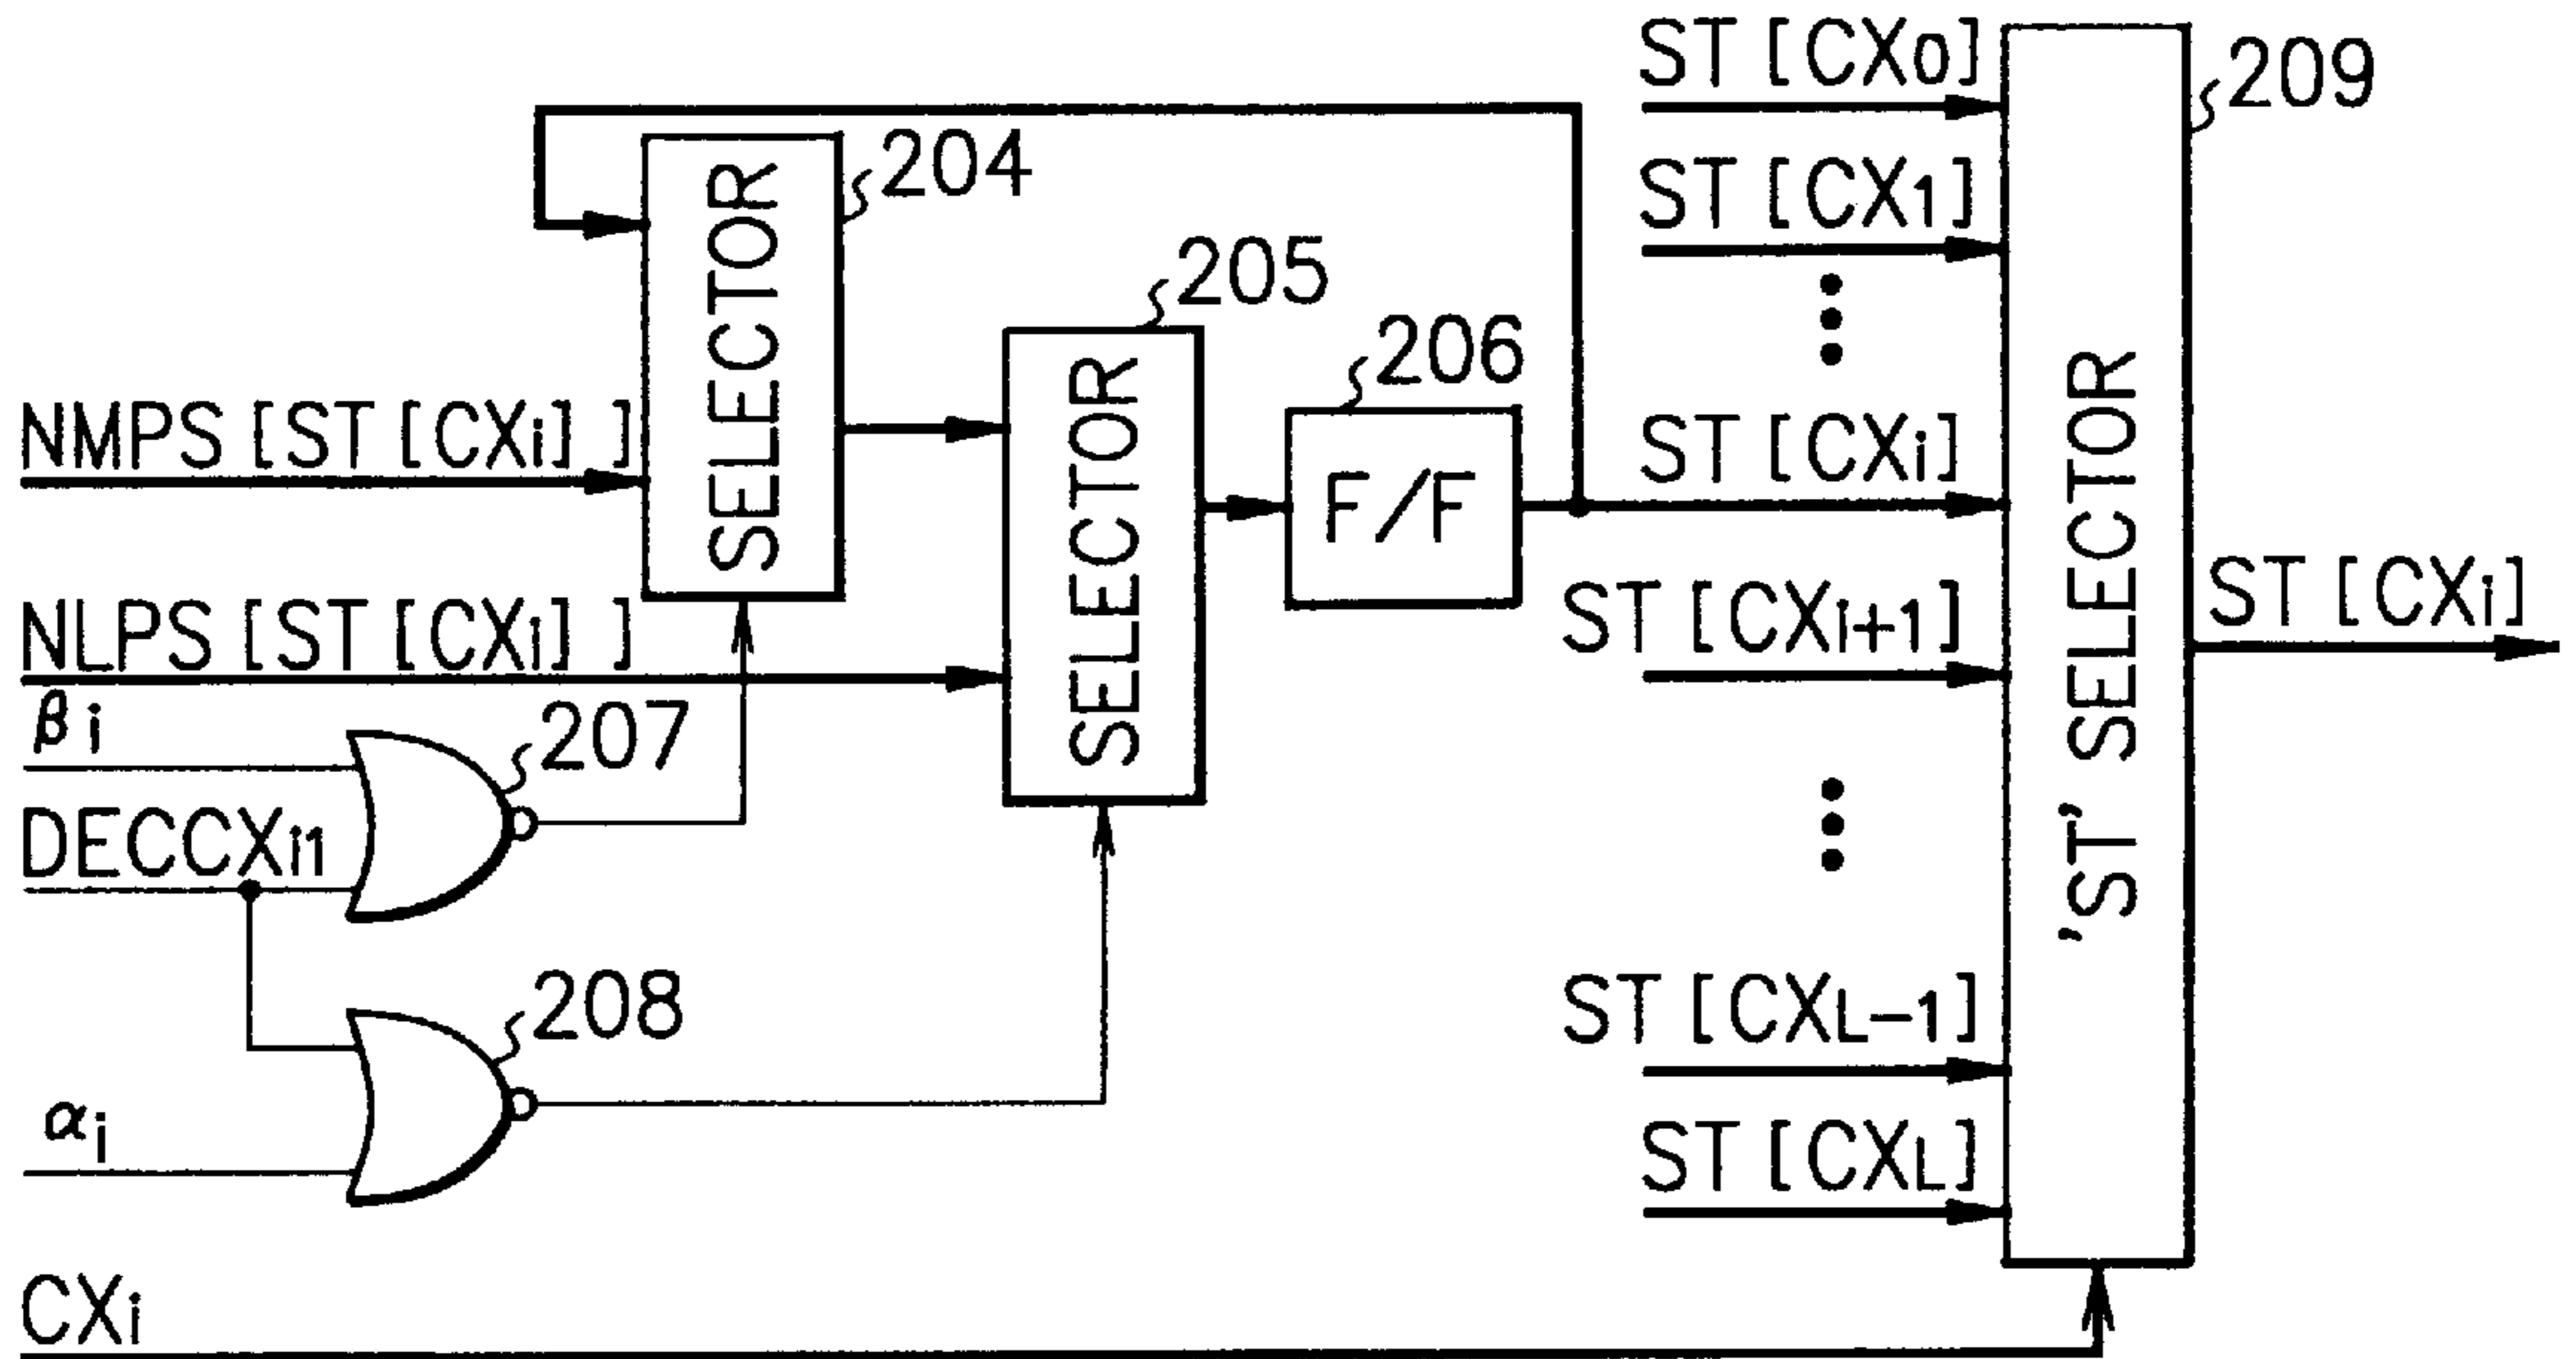 ST [CX0]
209
204
SELECTOR
ST [CX1]
205
206
NMPS [ST [CXi] ]
SELECTOR
F/F
ST [CXi]
'ST' SELECTOR
NLPS [ST [CXi] ]
ST [CXi+1]
ST [CXi]
βi
207
DECCXi1
208
ST [CXL-1]
αi
ST [CXL]
CXi